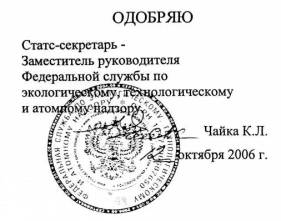 ОДОБРЯЮ
Статс-секретарь -
Заместитель руководителя
Федеральной службы по
экологическому, технологическому
и атомному надзору
Чайка К.Л.
октября 2006 г.